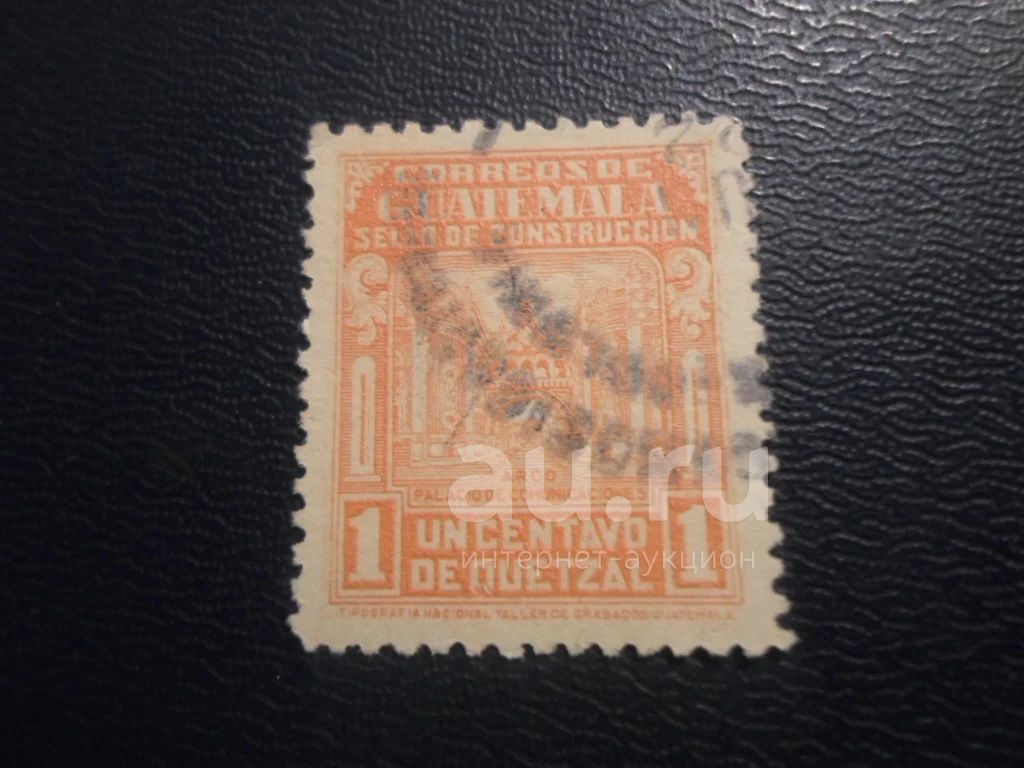 CORREOS DE
GUATEMALA
SELLO DE CONSTRUCCION
ARCO
PALACIO DE COMUNICACIONES
1 UN CENTAVO 1
DE QUETZAL
TIPOGRAFIA NACIONAL TALLER DE GRABADOS GUATEMALA
au.ru
интернет-аукцион